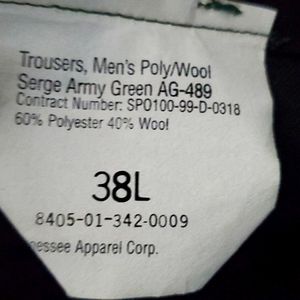 Trousers, Men's Poly/Wool
Serge Army Green AG-489
Contract Number: SPO100-99-D-0318
60% Polyester 40% Wool
38L
8405-01-342-0009
essee Apparel Corp.